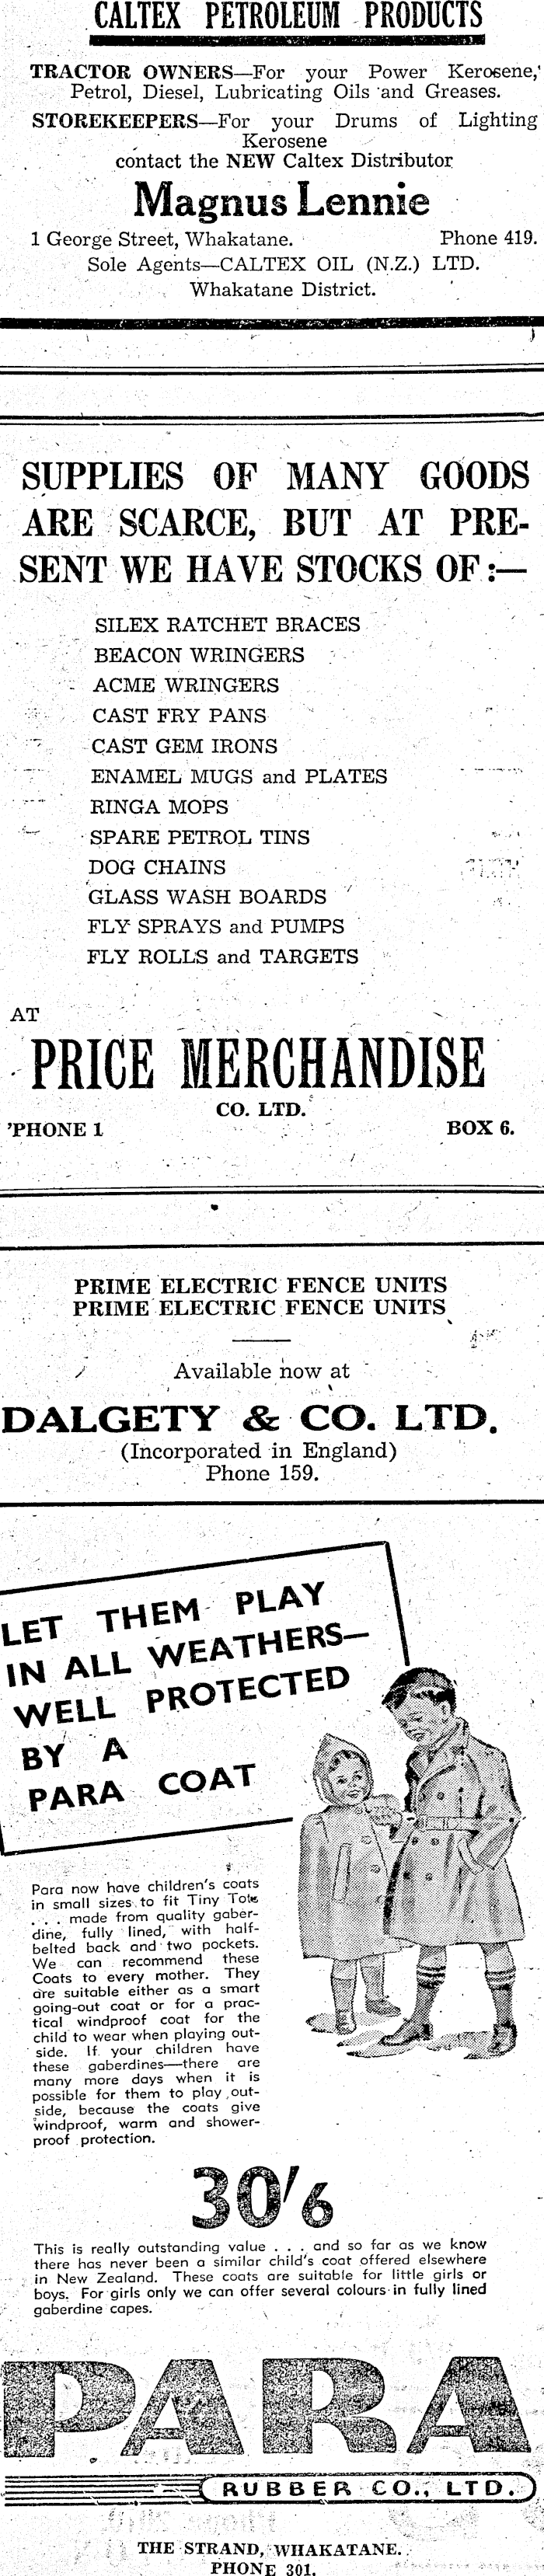 CALTEX PETROLEUM PRODUCTS
TRACTOR OWNERS—For your Power Kerosene,
Petrol, Diesel, Lubricating Oils and Greases.
STOREKEEPERS—For your Drums of Lighting
Kerosene
contact the NEW Caltex Distributor
Magnus Lennie
1 George Street, Whakatane. Phone 419.
Sole Agents—CALTEX OIL (N.Z.) LTD.
Whakatane District.
SUPPLIES OF MANY GOODS
ARE SCARCE, BUT AT PRE-
SENT WE HAVE STOCKS OF:—
SILEX RATCHET BRACES
BEACON WRINGERS
ACME WRINGERS
CAST FRY PANS
CAST GEM IRONS
ENAMEL MUGS and PLATES
RINGA MOPS
SPARE PETROL TINS
DOG CHAINS
GLASS WASH BOARDS
FLY SPRAYS and PUMPS
FLY ROLLS and TARGETS
AT
PRICE MERCHANDISE
CO. LTD.
'PHONE 1 BOX 6.
PRIME ELECTRIC FENCE UNITS
PRIME ELECTRIC FENCE UNITS
Available now at
DALGETY & CO. LTD.
(Incorporated in England)
Phone 159.
LET THEM PLAY
IN ALL WEATHERS—
WELL PROTECTED
BY A
PARA COAT
Para now have children's coats
in small sizes to fit Tiny Tots
. . . made from quality gaber-
dine, fully lined, with half-
belted back and two pockets.
We can recommend these
Coats to every mother. They
are suitable either as a smart
going-out coat or for a prac-
tical windproof coat for the
child to wear when playing out-
side. If your children have
these gaberdines—there are
many more days when it is
possible for them to play out-
side, because the coats give
windproof, warm and shower-
proof protection.
30'6
This is really outstanding value . . . and so far as we know
there has never been a similar child's coat offered elsewhere
in New Zealand. These coats are suitable for little girls or
boys. For girls only we can offer several colours in fully lined
gaberdine capes.
PARA
RUBBER CO., LTD.
THE STRAND, WHAKATANE.
PHONE 301.